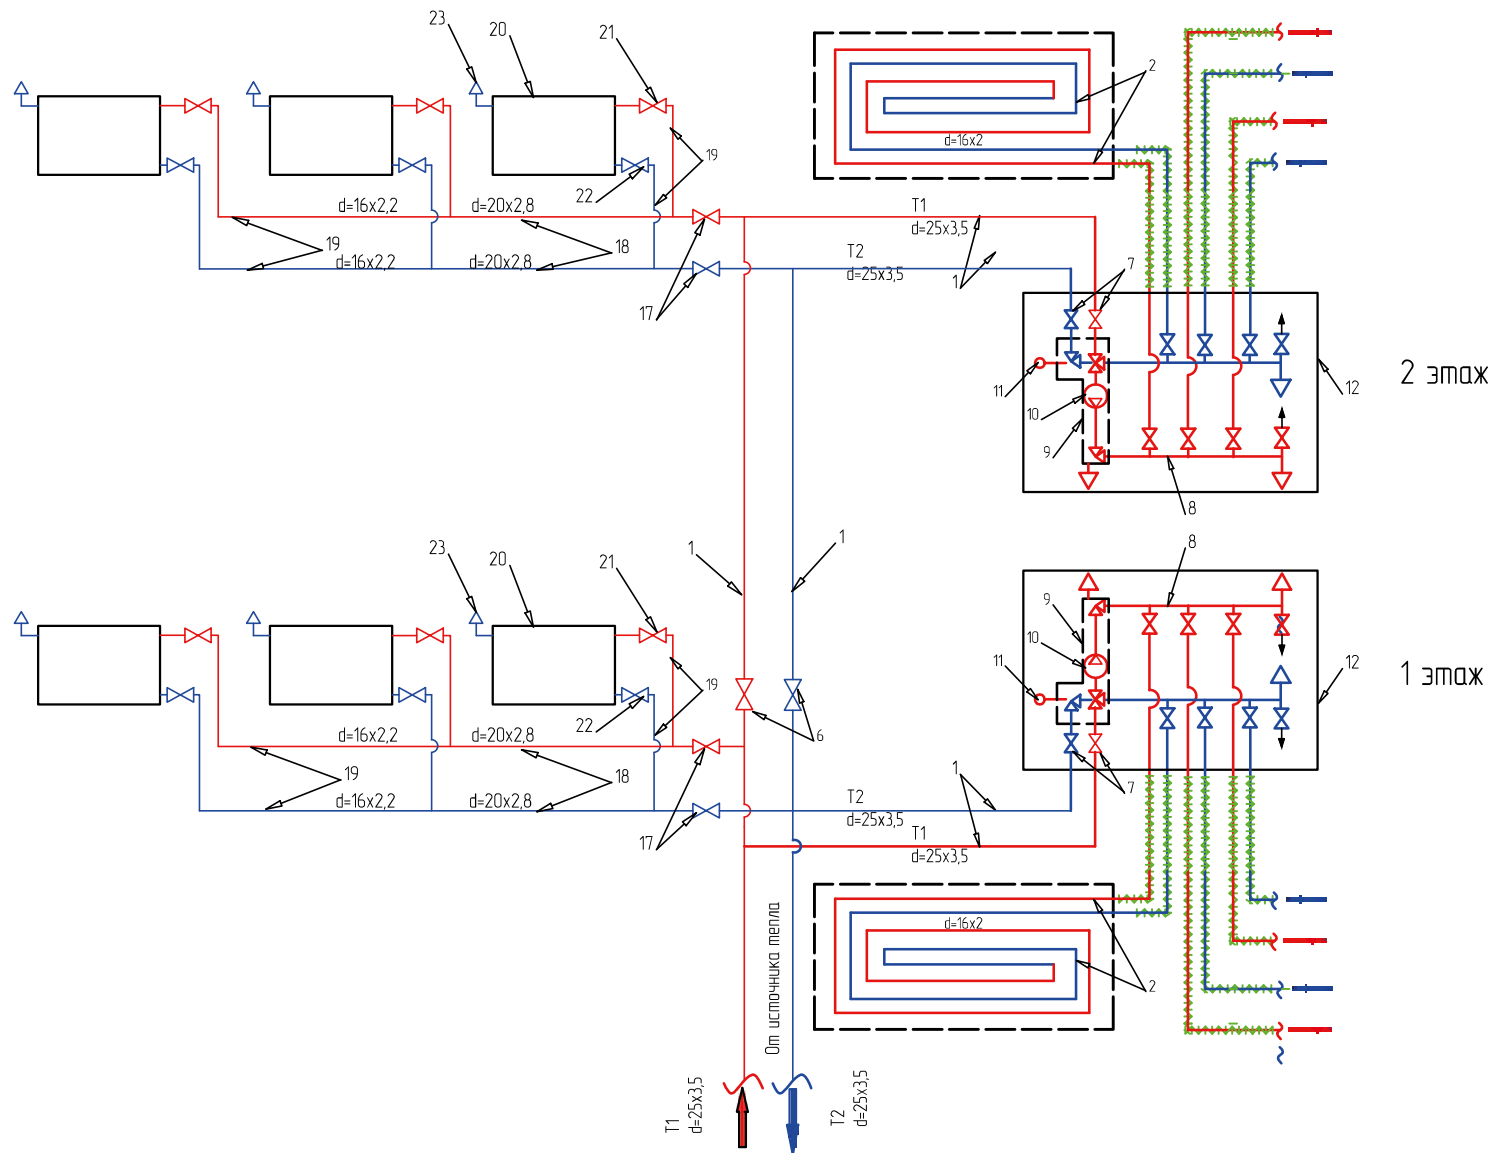 23
20
21
2
d=16x2
19
22
d=16x2,2
d=20x2,8
T1
d=25x3,5
19
18
d=16x2,2
d=20x2,8
T2
d=25x3,5
1
7
17
11
10
9
12
2 этаж
8
23
20
21
1
1
8
9
10
11
12
1 этаж
19
22
6
d=16x2,2
d=20x2,8
19
18
1
7
d=16x2,2
d=20x2,8
T2
d=25x3,5
17
T1
d=25x3,5
d=16x2
2
От источника тепла
T1
d=25x3,5
T2
d=25x3,5